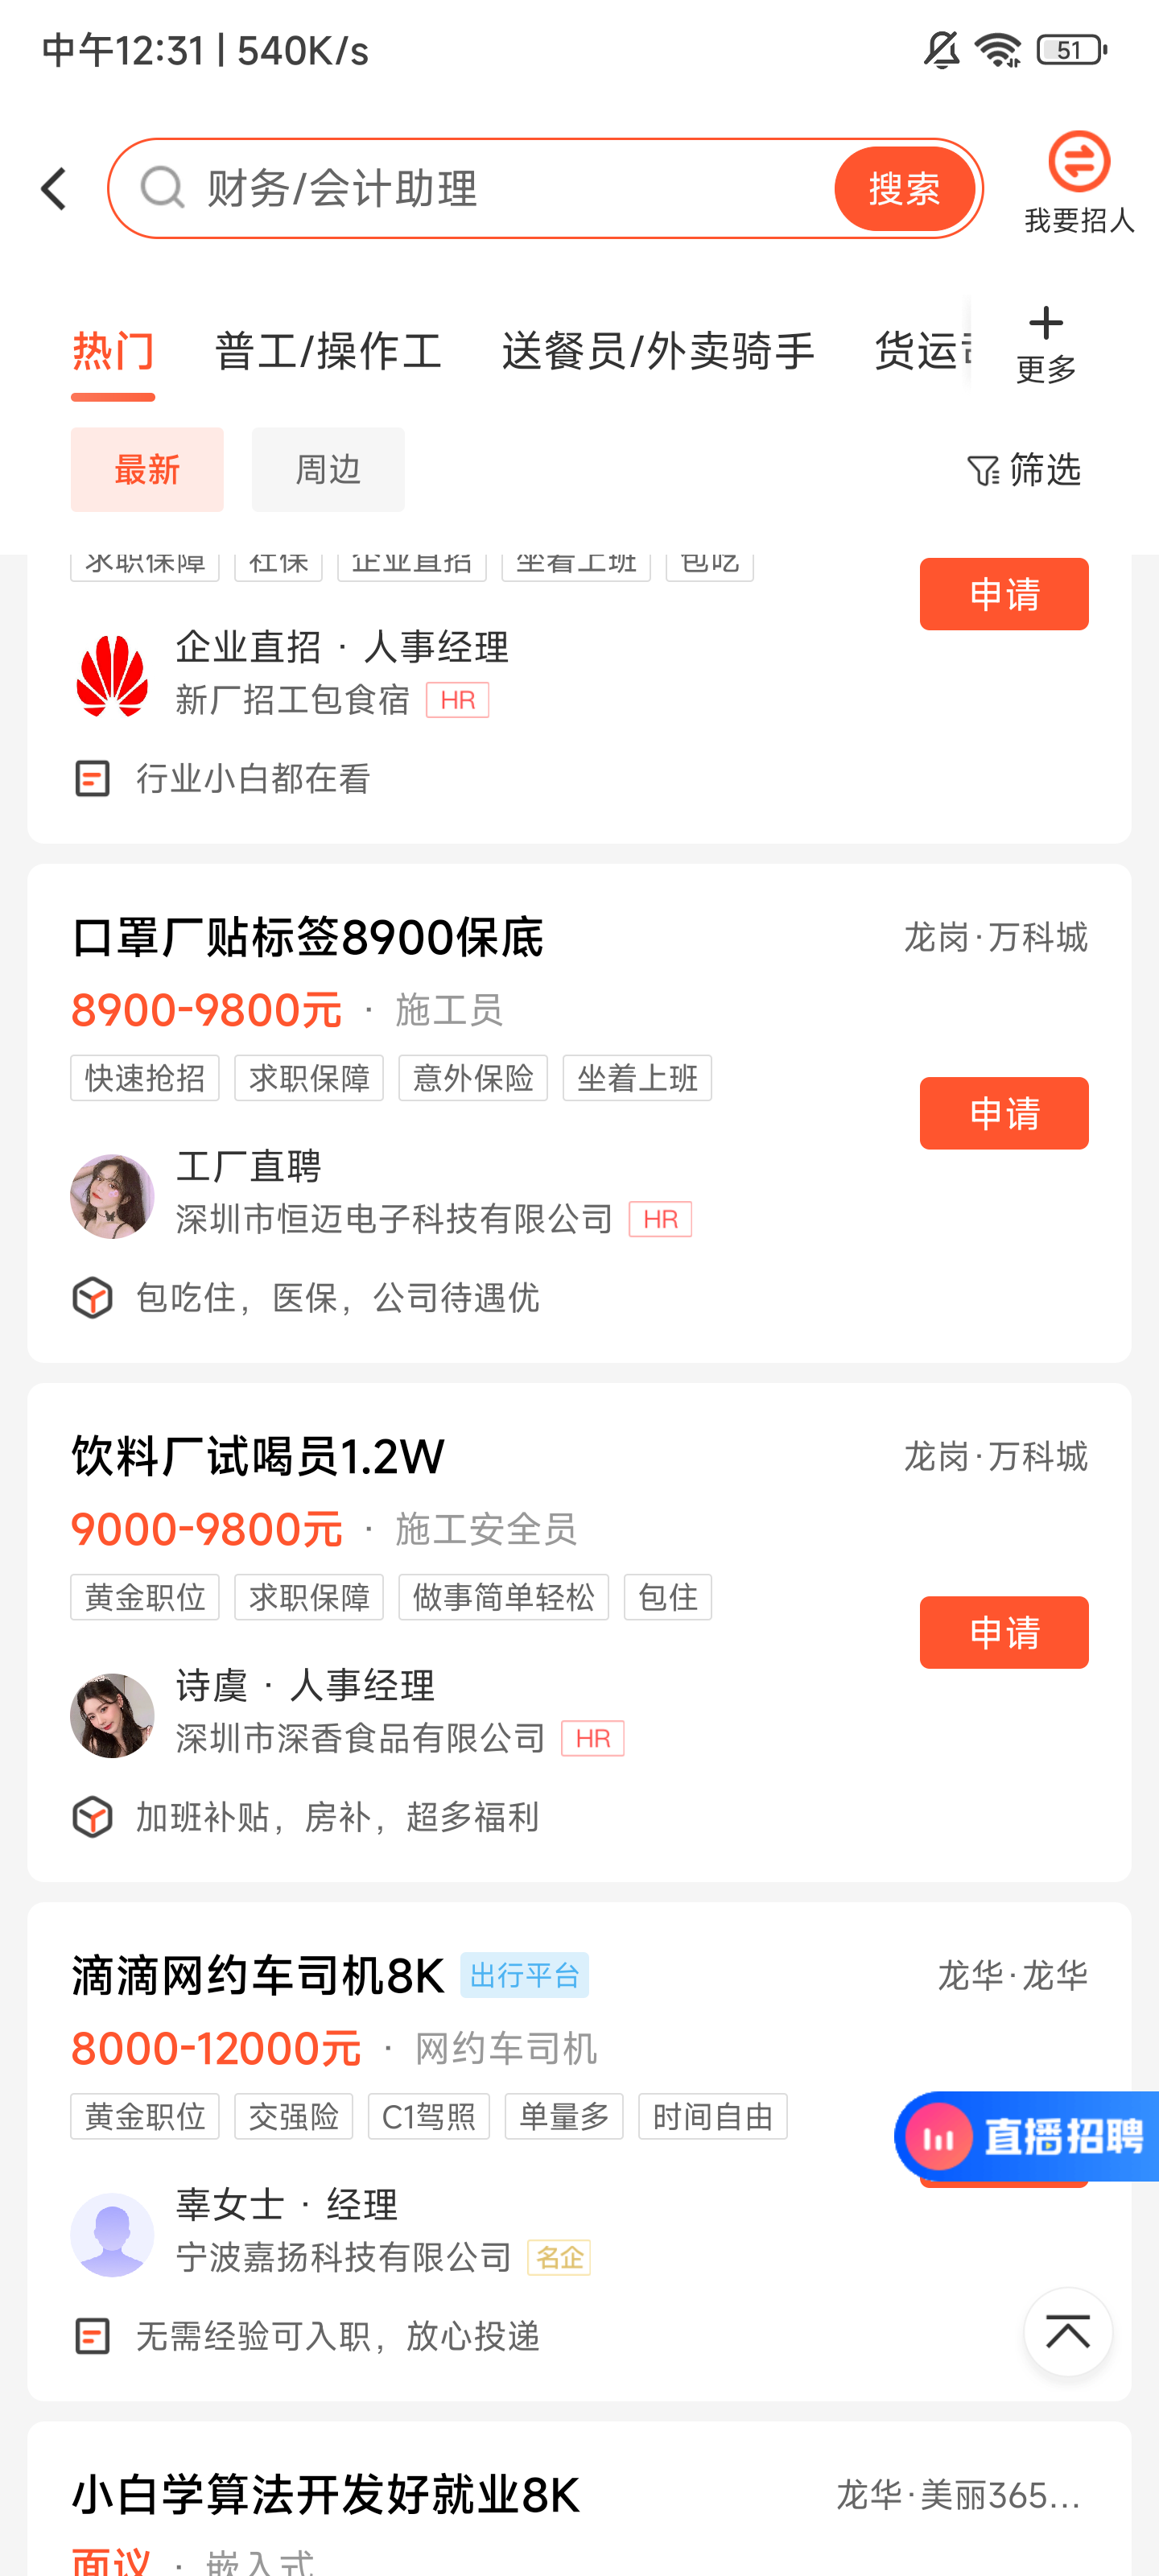 中午12:31 | 540K/s
51
财务/会计助理
搜索
我要招人
热门
普工/操作工
送餐员/外卖骑手
货运
更多
最新
周边
筛选
求职保障
社保
企业直招
坐着上班
包吃
申请
企业直招 · 人事经理
新厂招工包食宿
HR
行业小白都在看
口罩厂贴标签8900保底
龙岗·万科城
8900-9800元 · 施工员
快速抢招
求职保障
意外保险
坐着上班
申请
工厂直聘
深圳市恒迈电子科技有限公司
HR
包吃住，医保，公司待遇优
饮料厂试喝员1.2W
龙岗·万科城
9000-9800元 · 施工安全员
黄金职位
求职保障
做事简单轻松
包住
申请
诗虞 · 人事经理
深圳市深香食品有限公司
HR
加班补贴，房补，超多福利
滴滴网约车司机8K
出行平台
龙华·龙华
8000-12000元 · 网约车司机
黄金职位
交强险
C1驾照
单量多
时间自由
直播招聘
辜女士 · 经理
宁波嘉扬科技有限公司
名企
无需经验可入职，放心投递
小白学算法开发好就业8K
龙华·美丽365...
面议 · 嵌入式